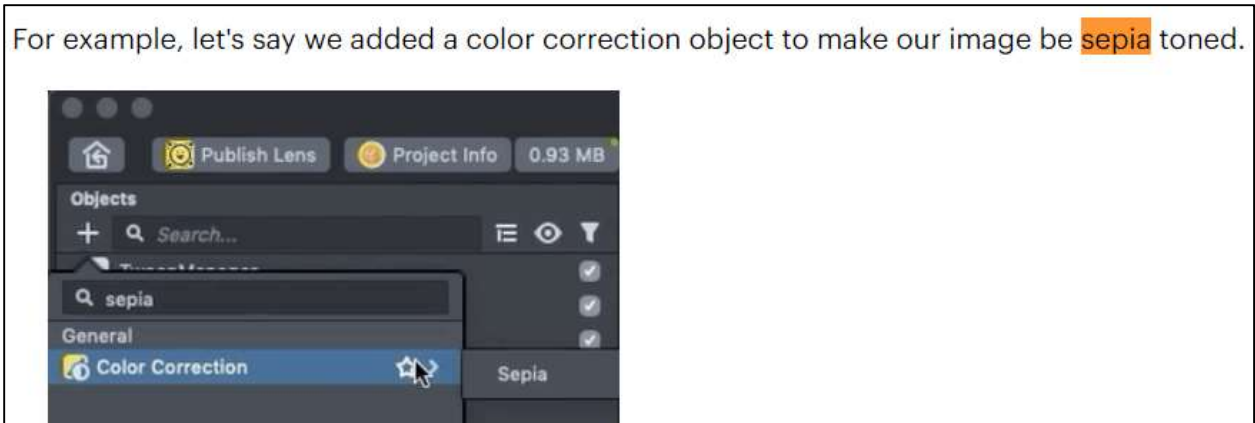 For example, let's say we added a color correction object to make our image be sepia toned.
Publish Lens Project Info 0.93 MB
Objects
Search...
sepia
General
Color Correction
Sepia